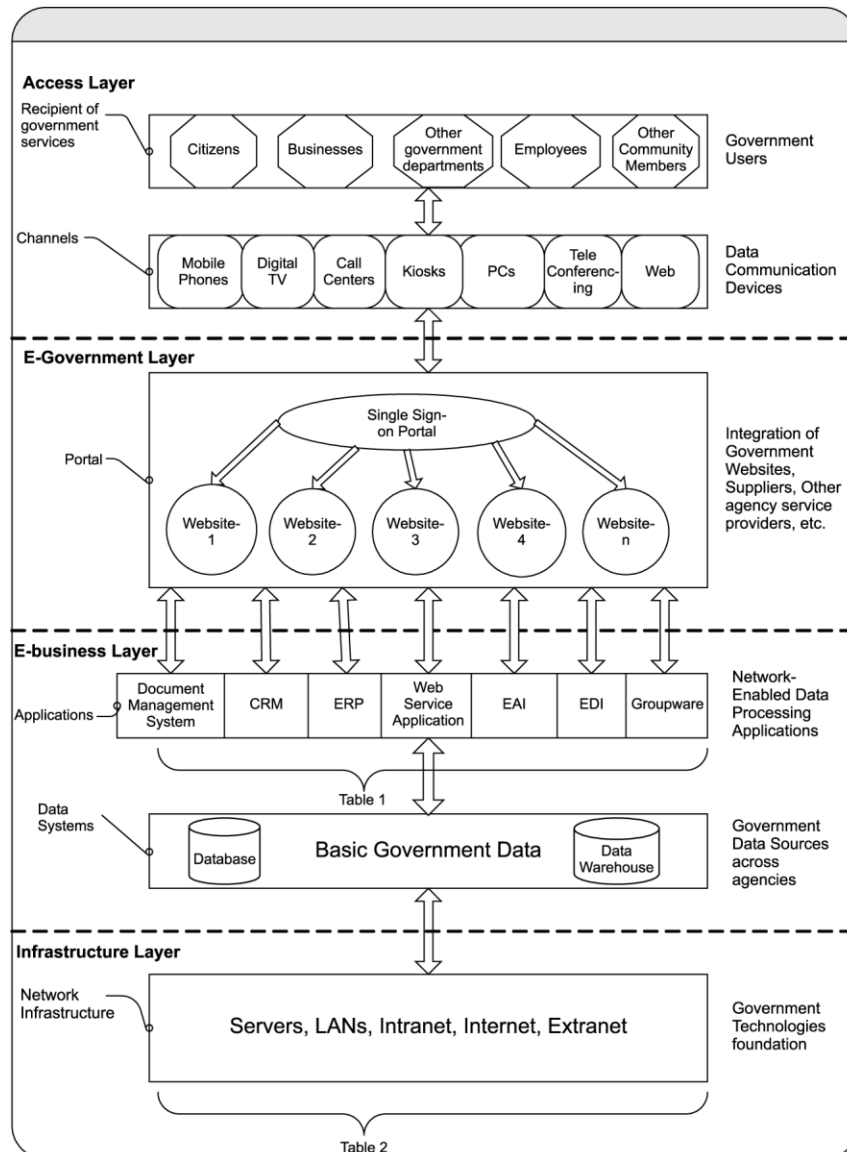 Access Layer
Recipient of
government
services
Citizens
Businesses
Other
government
departments
Employees
Other
Community
Members
Government
Users
Channels
Mobile
Phones
Digital
TV
Call
Centers
Kiosks
PCs
Tele
Conferenc-
ing
Web
Data
Communication
Devices
E-Government Layer
Portal
Single Sign-
on Portal
Website-
1
Website-
2
Website-
3
Website-
4
Website-
n
Integration of
Government
Websites,
Suppliers, Other
agency service
providers, etc.
E-business Layer
Applications
Document
Management
System
CRM
ERP
Web
Service
Application
EAI
EDI
Groupware
Network-
Enabled Data
Processing
Applications
Table 1
Data
Systems
Database
Basic Government Data
Data
Warehouse
Government
Data Sources
across
agencies
Infrastructure Layer
Network
Infrastructure
Servers, LANs, Intranet, Internet, Extranet
Government
Technologies
foundation
Table 2